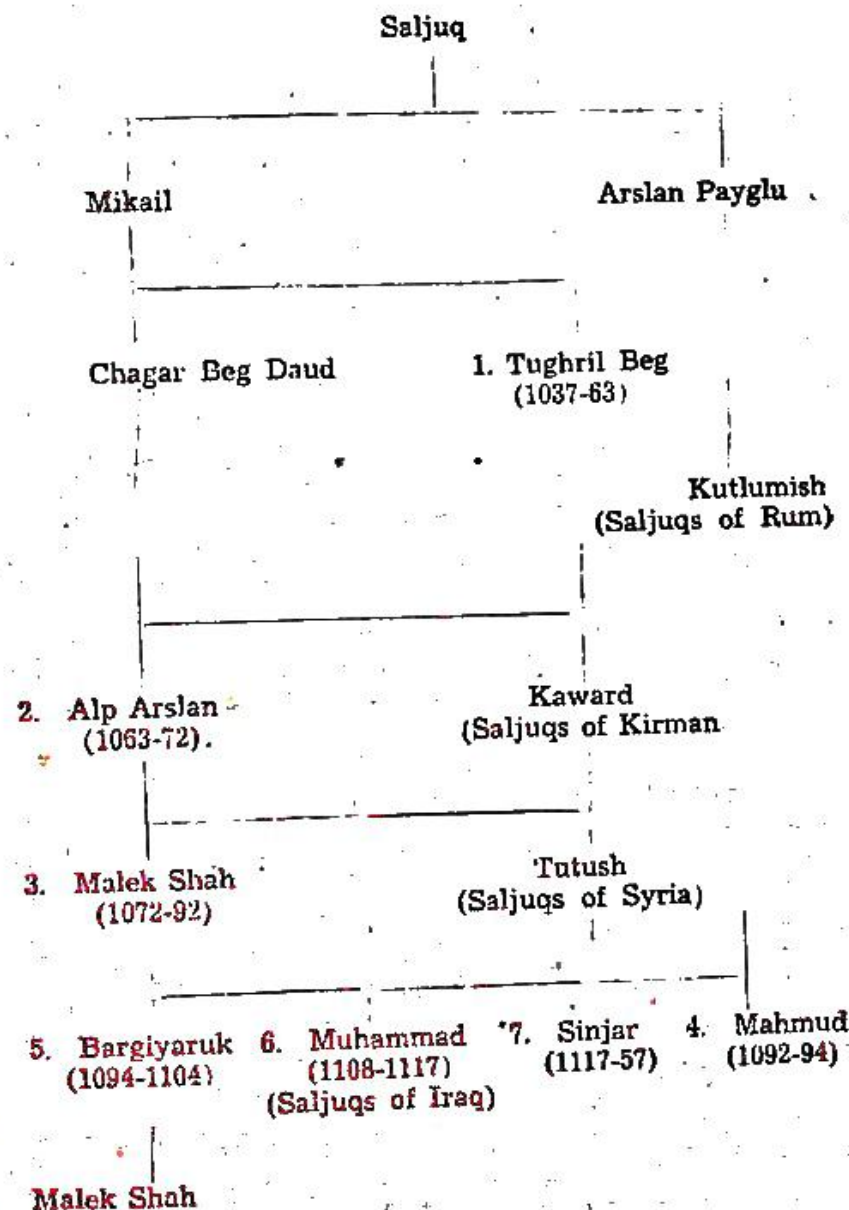 Saljuq
Mikail
Arslan Payglu
Chagar Beg Daud
1. Tughril Beg
(1037-63)
Kutlumish
(Saljuqs of Rum)
2. Alp Arslan
(1063-72).
Kaward
(Saljuqs of Kirman
3. Malek Shah
(1072-92)
Tutush
(Saljuqs of Syria)
5. Bargiyaruk
(1094-1104)
6. Muhammad
(1108-1117)
(Saljuqs of Iraq)
7. Sinjar
(1117-57)
4. Mahmud
(1092-94)
Malek Shah